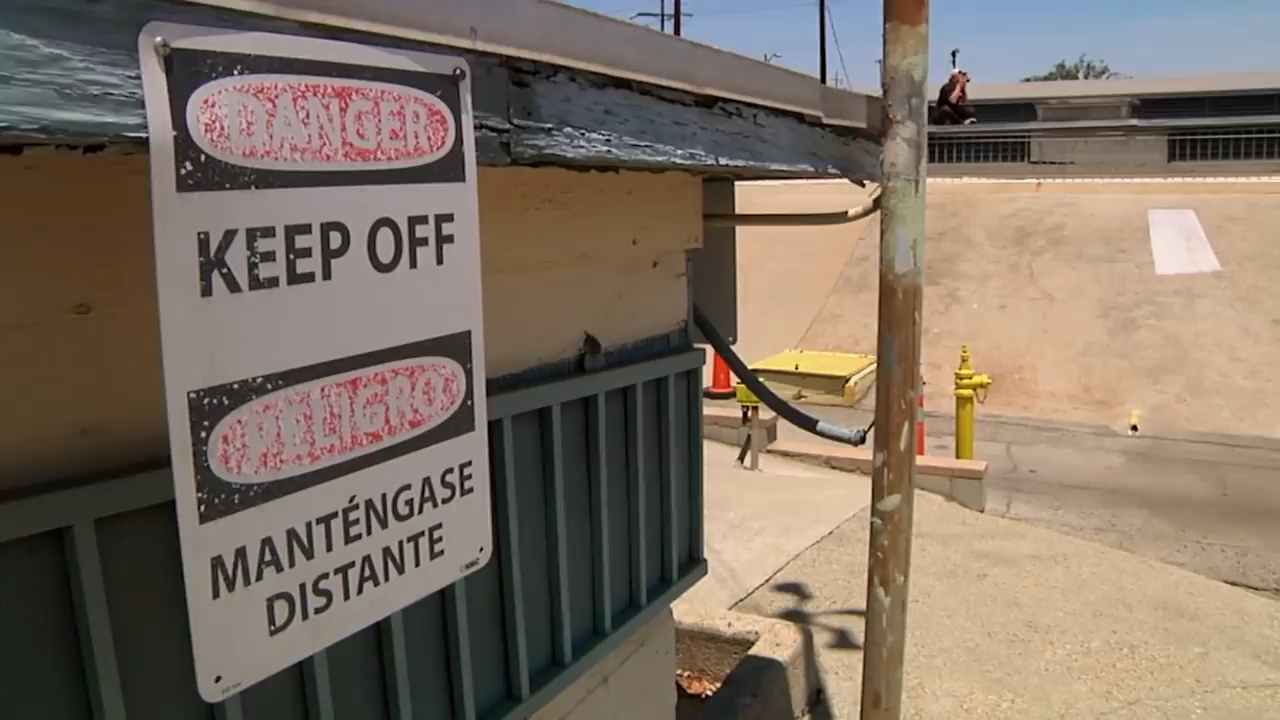 DANGER
KEEP OFF
PELIGRO
MANTÉNGASE
DISTANTE